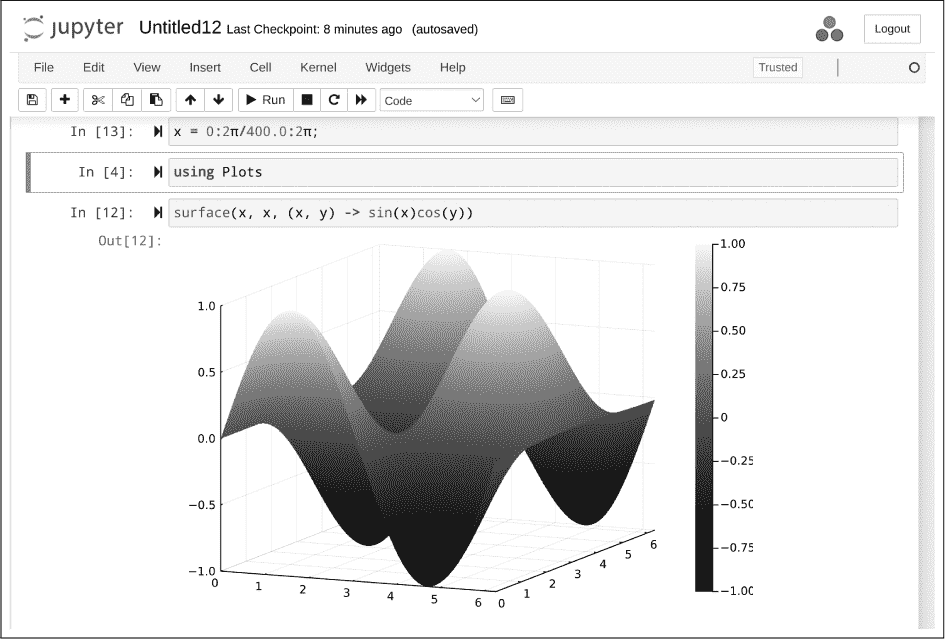 jupyter Untitled12 Last Checkpoint: 8 minutes ago (autosaved)
Logout
File Edit View Insert Cell Kernel Widgets Help
Trusted
Run
Code
In [13]: x = 0:2π/400.0:2π;
In [4]: using Plots
In [12]: surface(x, x, (x, y) -> sin(x)cos(y))
Out[12]:
1.0
0.5
0.0
−0.5
−1.0
0 1 2 3 4 5 6
0 1 2 3 4 5 6
1.00
0.75
0.50
0.25
0
−0.25
−0.50
−0.75
−1.00